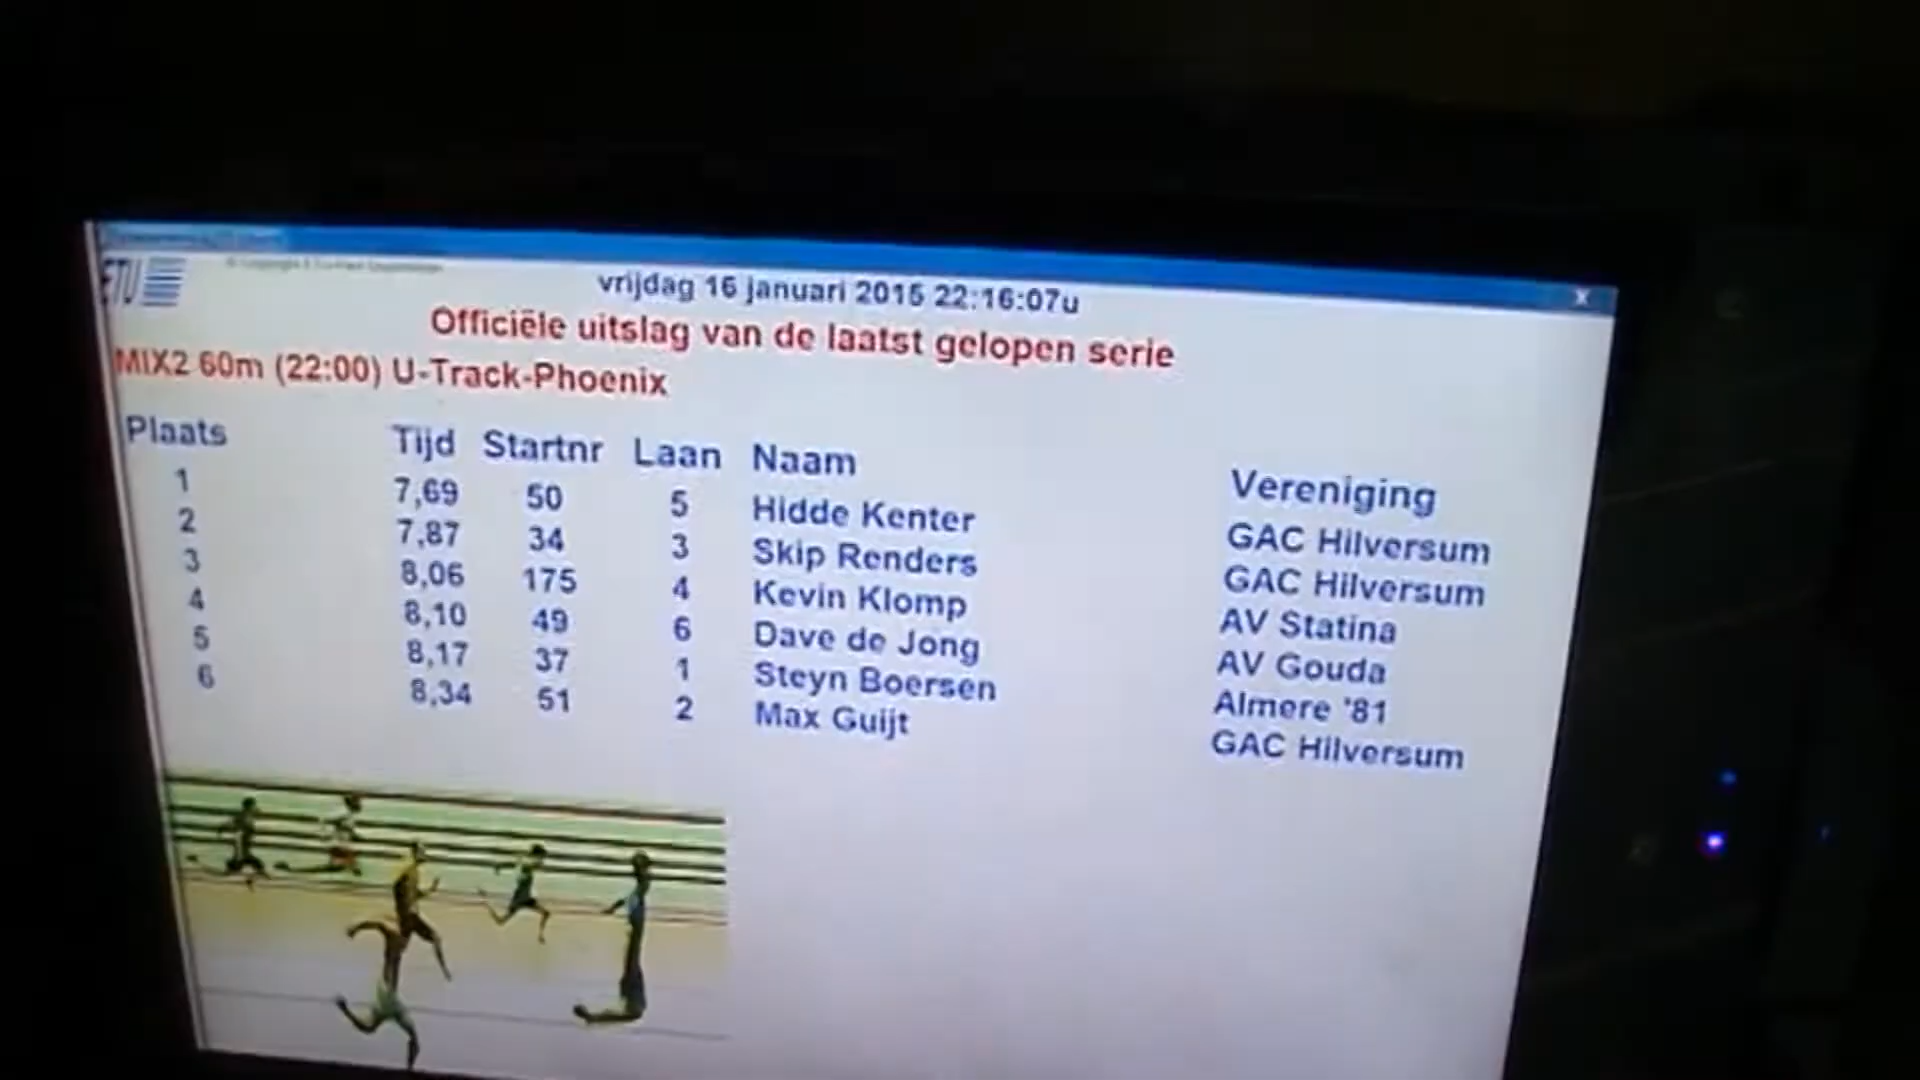 ETU
vrijdag 16 januari 2015 22:16:07u
X
Officiële uitslag van de laatst gelopen serie
MIX2 60m (22:00) U-Track-Phoenix
Plaats Tijd Startnr Laan Naam Vereniging
1 7,69 50 5 Hidde Kenter GAC Hilversum
2 7,87 34 3 Skip Renders GAC Hilversum
3 8,06 175 4 Kevin Klomp AV Statina
4 8,10 49 6 Dave de Jong AV Gouda
5 8,17 37 1 Steyn Boersen Almere '81
6 8,34 51 2 Max Guijt GAC Hilversum